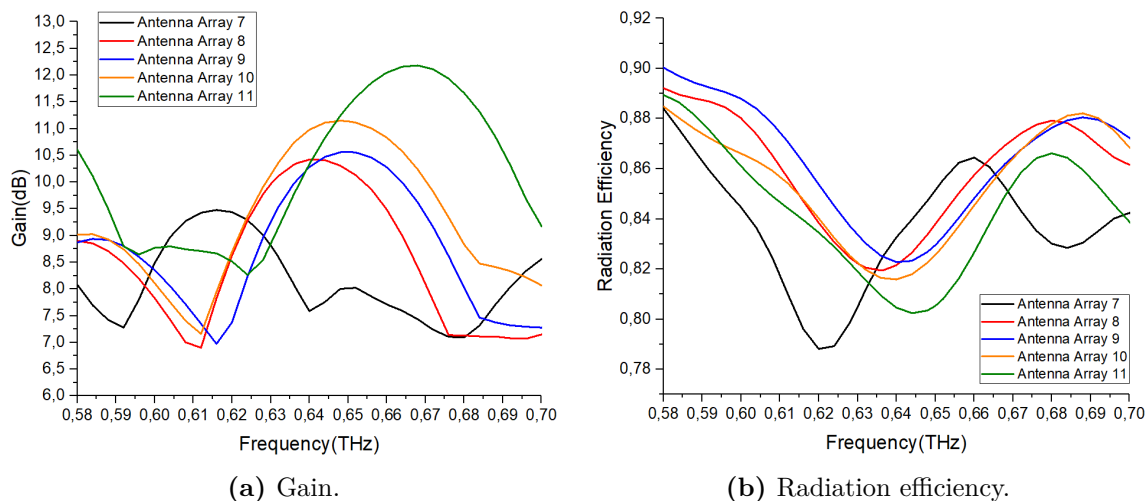 13,0
12,5
12,0
11,5
11,0
10,5
10,0
9,5
9,0
8,5
8,0
7,5
7,0
6,5
6,0
Gain(dB)
Antenna Array 7
Antenna Array 8
Antenna Array 9
Antenna Array 10
Antenna Array 11
0,58 0,59 0,60 0,61 0,62 0,63 0,64 0,65 0,66 0,67 0,68 0,69 0,70
Frequency(THz)
(a) Gain.
0,92
0,90
0,88
0,86
0,84
0,82
0,80
0,78
Radiation Efficiency
Antenna Array 7
Antenna Array 8
Antenna Array 9
Antenna Array 10
Antenna Array 11
0,58 0,59 0,60 0,61 0,62 0,63 0,64 0,65 0,66 0,67 0,68 0,69 0,70
Frequency(THz)
(b) Radiation efficiency.